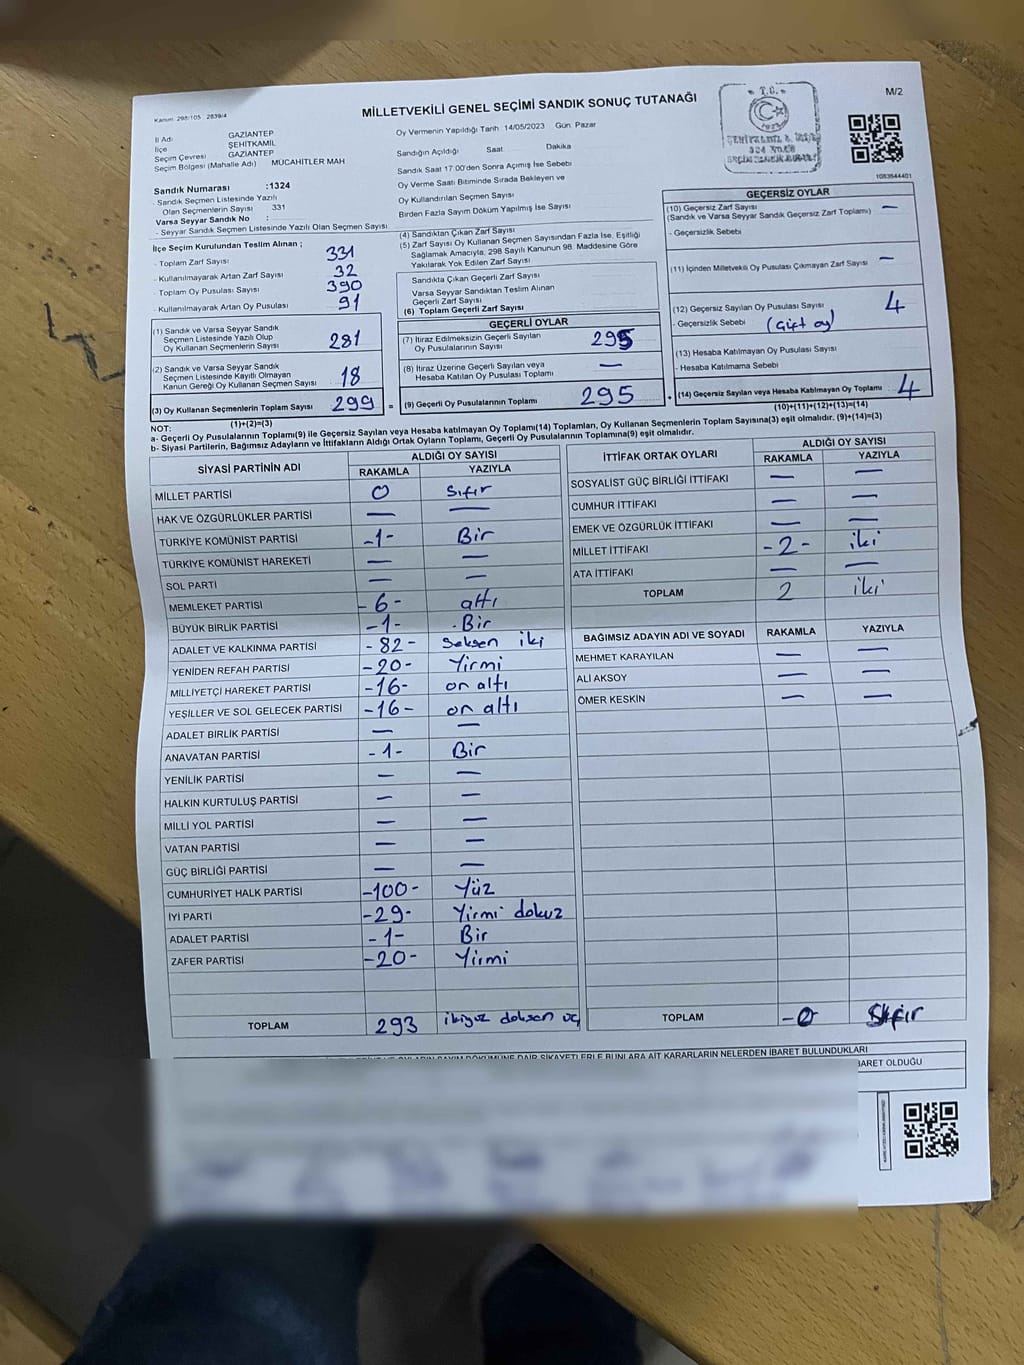 Kanun: 298/105 2839/4
MİLLETVEKİLİ GENEL SEÇİMİ SANDIK SONUÇ TUTANAĞI
M/2
T.C.
1083544401
İl Adı GAZİANTEP
İlçe ŞEHİTKAMİL
Seçim Çevresi GAZİANTEP
Seçim Bölgesi (Mahalle Adı) MÜCAHİTLER MAH
Sandık Numarası :1324
Sandık Seçmen Listesinde Yazılı
Olan Seçmenlerin Sayısı 331
Varsa Seyyar Sandık No :
- Seyyar Sandık Seçmen Listesinde Yazılı Seçmen Sayısı
İlçe Seçim Kurulundan Teslim Alınan ;
- Toplam Zarf Sayısı 331
- Kullanılmayarak Artan Zarf Sayısı 32
- Toplam Oy Pusulası Sayısı 390
- Kullanılmayarak Artan Oy Pusulası 91
(1) Sandık ve Varsa Seyyar Sandık
Seçmen Listesinde Yazılı Olup
Oy Kullanan Seçmenlerin Sayısı 281
(2) Sandık ve Varsa Seyyar Sandık
Seçmen Listesinde Kayıtlı Olmayan
Kanun Gereği Oy Kullanan Seçmen Sayısı 18
(3) Oy Kullanan Seçmenlerin Toplam Sayısı 299
(1)+(2)=(3)
Oy Vermenin Yapıldığı Tarih 14/05/2023 Gün: Pazar
Sandığın Açıldığı Saat Dakika
Sandık Saat 17.00'den Sonra Açımış İse Sebebi
Oy Verme Saati Bitiminde Sırada Bekleyen ve
Oy Kullandırılan Seçmen Sayısı
Birden Fazla Sayım Döküm Yapılmış İse Sayısı
(4) Sandıktan Çıkan Zarf Sayısı
(5) Zarf Sayısı Oy Kullanan Seçmen Sayısından Fazla İse, Eşitliği
Sağlamak Amacıyla, 298 Sayılı Kanunun 98. Maddesine Göre
Yakılarak Yok Edilen Zarf Sayısı
Sandıkta Çıkan Geçerli Zarf Sayısı
Varsa Seyyar Sandıktan Teslim Alınan
Geçerli Zarf Sayısı
(6) Toplam Geçerli Zarf Sayısı
GEÇERLİ OYLAR
(7) İtiraz Edilmeksizin Geçerli Sayılan
Oy Pusulalarının Sayısı 295
(8) İtiraz Üzerine Geçerli Sayılan veya
Hesaba Katılan Oy Pusulası Toplamı —
= (9) Geçerli Oy Pusulalarının Toplamı 295
GEÇERSİZ OYLAR
(10) Geçersiz Zarf Sayısı
(Sandık ve Varsa Seyyar Sandık Geçersiz Zarf Toplamı) —
- Geçersizlik Sebebi
(11) İçinden Milletvekili Oy Pusulası Çıkmayan Zarf Sayısı —
(12) Geçersiz Sayılan Oy Pusulası Sayısı 4
- Geçersizlik Sebebi (Çift oy)
(13) Hesaba Katılmayan Oy Pusulası Sayısı
- Hesaba Katılmama Sebebi
+ (14) Geçersiz Sayılan veya Hesaba Katılmayan Oy Toplamı 4
(10)+(11)+(12)+(13)=(14)
NOT:
a- Geçerli Oy Pusulalarının Toplamı(9) ile Geçersiz Sayılan veya Hesaba katılmayan Oy Toplamı(14) Toplamları, Oy Kullanan Seçmenlerin Toplam Sayısına(3) eşit olmalıdır. (9)+(14)=(3)
b- Siyasi Partilerin, Bağımsız Adayların ve İttifakların Aldığı Ortak Oyların Toplamı, Geçerli Oy Pusulalarının Toplamına(9) eşit olmalıdır.
SİYASİ PARTİNİN ADI ALDIĞI OY SAYISI
RAKAMLA YAZIYLA
MİLLET PARTİSİ 0 Sıfır
HAK VE ÖZGÜRLÜKLER PARTİSİ — —
TÜRKİYE KOMÜNİST PARTİSİ -1- Bir
TÜRKİYE KOMÜNİST HAREKETİ — —
SOL PARTİ — —
MEMLEKET PARTİSİ -6- altı
BÜYÜK BİRLİK PARTİSİ -1- Bir
ADALET VE KALKINMA PARTİSİ -82- Seksen iki
YENİDEN REFAH PARTİSİ -20- Yirmi
MİLLİYETÇİ HAREKET PARTİSİ -16- on altı
YEŞİLLER VE SOL GELECEK PARTİSİ -16- on altı
ADALET BİRLİK PARTİSİ — —
ANAVATAN PARTİSİ -1- Bir
YENİLİK PARTİSİ — —
HALKIN KURTULUŞ PARTİSİ — —
MİLLİ YOL PARTİSİ — —
VATAN PARTİSİ — —
GÜÇ BİRLİĞİ PARTİSİ — —
CUMHURİYET HALK PARTİSİ -100- Yüz
İYİ PARTİ -29- Yirmi dokuz
ADALET PARTİSİ -1- Bir
ZAFER PARTİSİ -20- Yirmi
TOPLAM 293 ikiyüz doksan üç
İTTİFAK ORTAK OYLARI ALDIĞI OY SAYISI
RAKAMLA YAZIYLA
SOSYALİST GÜÇ BİRLİĞİ İTTİFAKI — —
CUMHUR İTTİFAKI — —
EMEK VE ÖZGÜRLÜK İTTİFAKI — —
MİLLET İTTİFAKI -2- iki
ATA İTTİFAKI — —
TOPLAM 2 iki
BAĞIMSIZ ADAYIN ADI VE SOYADI RAKAMLA YAZIYLA
MEHMET KARAYILAN — —
ALİ AKSOY — —
ÖMER KESKİN — —
TOPLAM -0 Sıfır
DÖKÜMÜNE DAİR ŞİKAYETLERLE BUNLARA AİT KARARLARIN NELERDEN İBARET BULUNDUKLARI
İBARET OLDUĞU